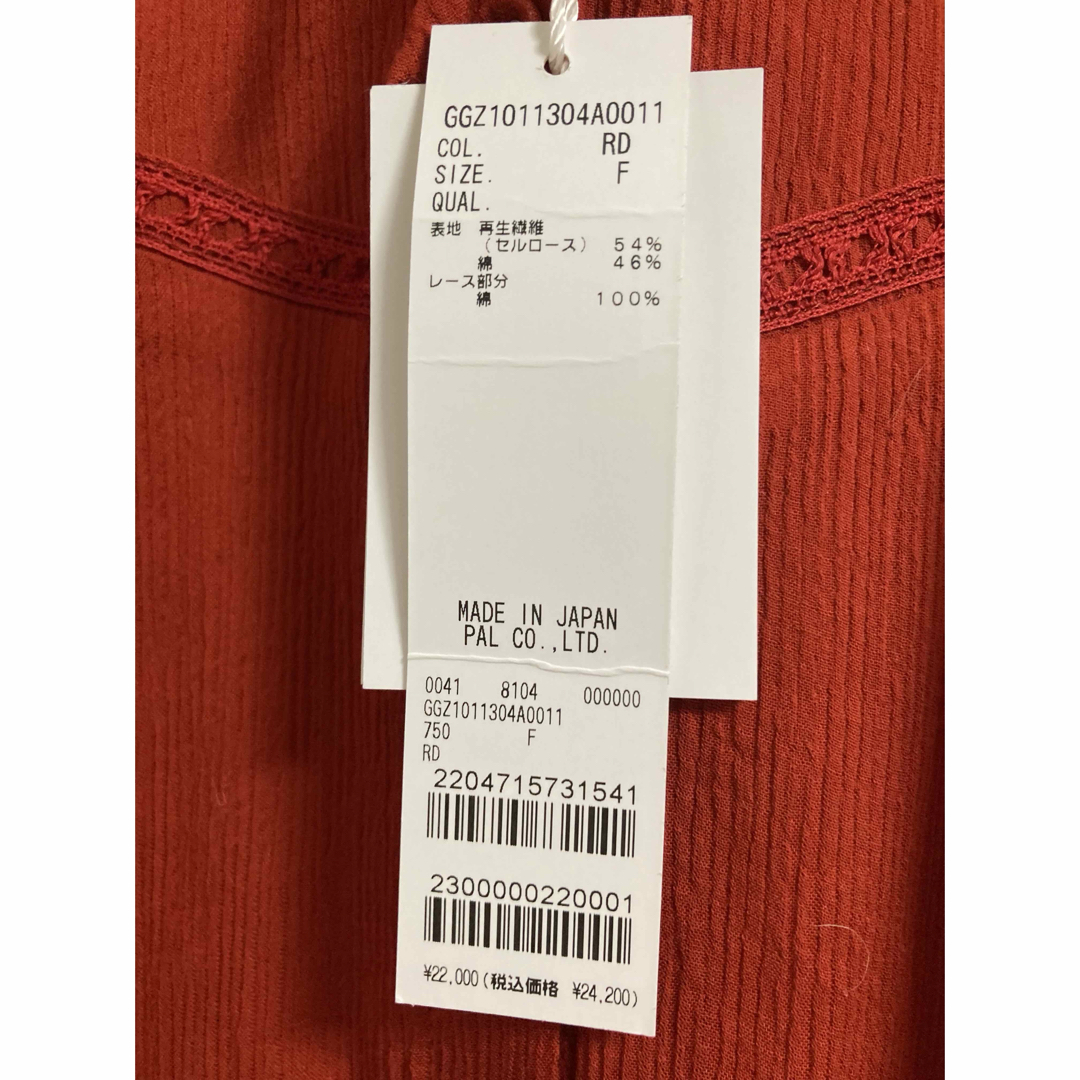 GGZ1011304A0011
COL. RD
SIZE. F
QUAL.
表地 再生繊維
（セルロース） 54%
綿 46%
レース部分
綿 100%
MADE IN JAPAN
PAL CO.,LTD.
0041 8104 000000
GGZ1011304A0011
750 F
RD
2204715731541
2300000220001
¥22,000(税込価格 ¥24,200)